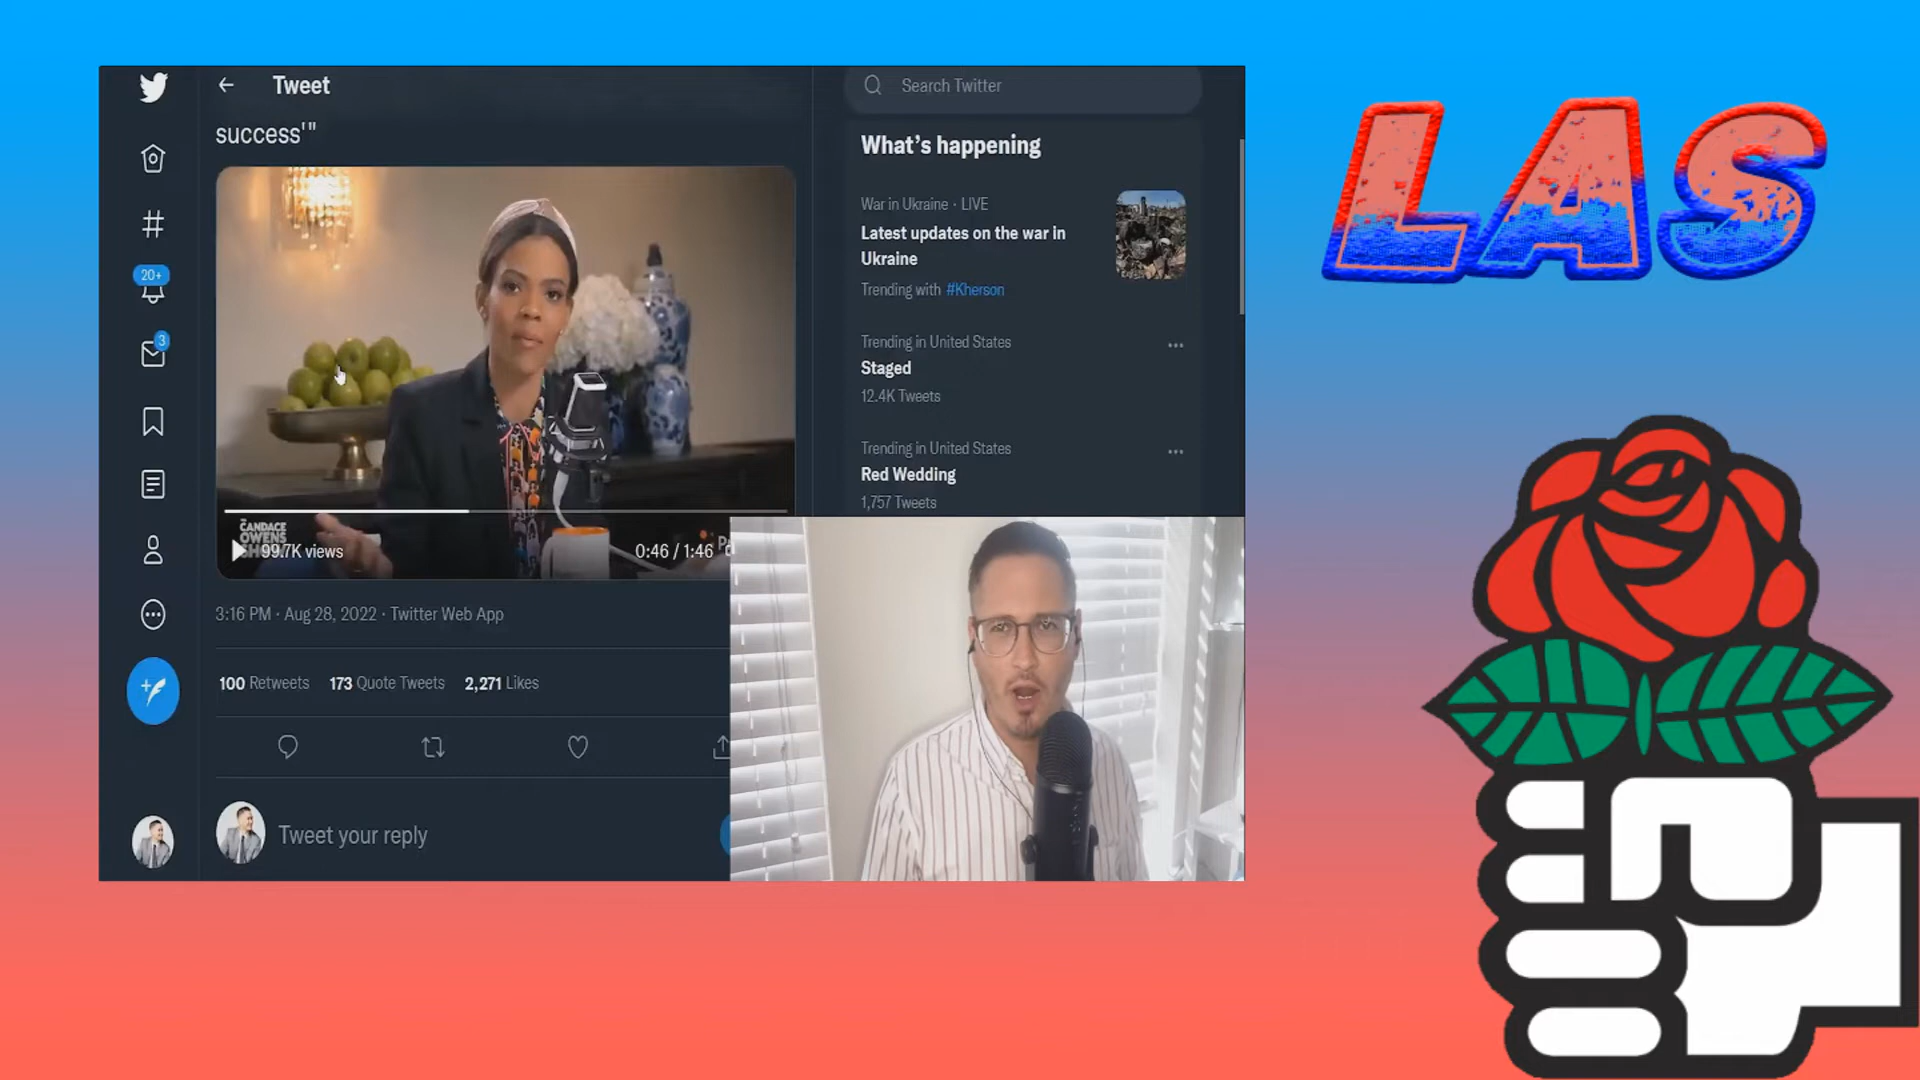 Tweet
success'"
THE CANDACE
OWENS
99.7K views
0:46 / 1:46
3:16 PM · Aug 28, 2022 · Twitter Web App
100 Retweets 173 Quote Tweets 2,271 Likes
Tweet your reply
20+
3
Search Twitter
What's happening
War in Ukraine · LIVE
Latest updates on the war in
Ukraine
Trending with #Kherson
Trending in United States
Staged
12.4K Tweets
Trending in United States
Red Wedding
1,757 Tweets
LAS